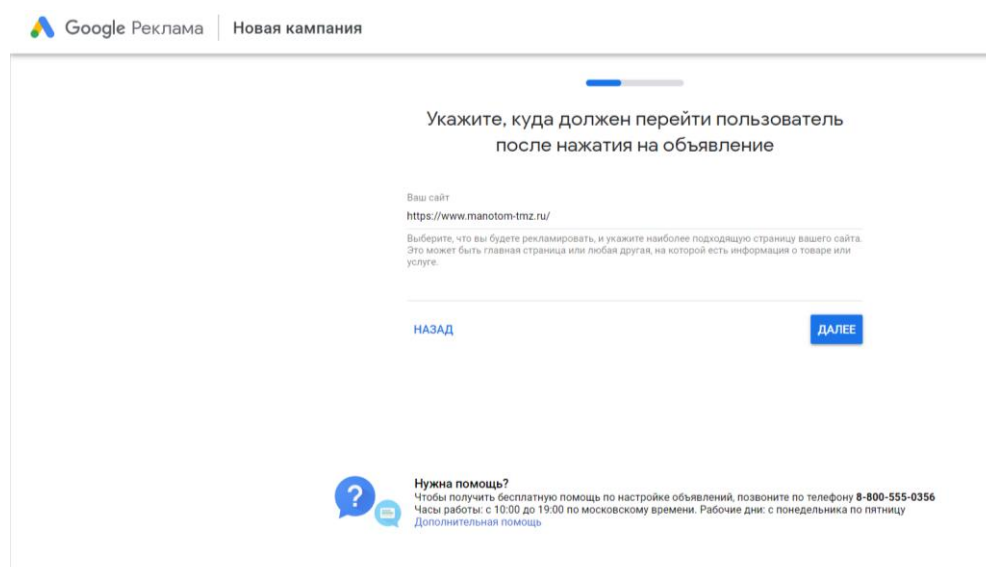 Google Реклама Новая кампания
Укажите, куда должен перейти пользователь
после нажатия на объявление
Ваш сайт
https://www.manotom-tmz.ru/
Выберите, что вы будете рекламировать, и укажите наиболее подходящую страницу вашего сайта.
Это может быть главная страница или любая другая, на которой есть информация о товаре или
услуге.
НАЗАД ДАЛЕЕ
Нужна помощь?
Чтобы получить бесплатную помощь по настройке объявлений, позвоните по телефону 8-800-555-0356
Часы работы: с 10:00 до 19:00 по московскому времени. Рабочие дни: с понедельника по пятницу
Дополнительная помощь